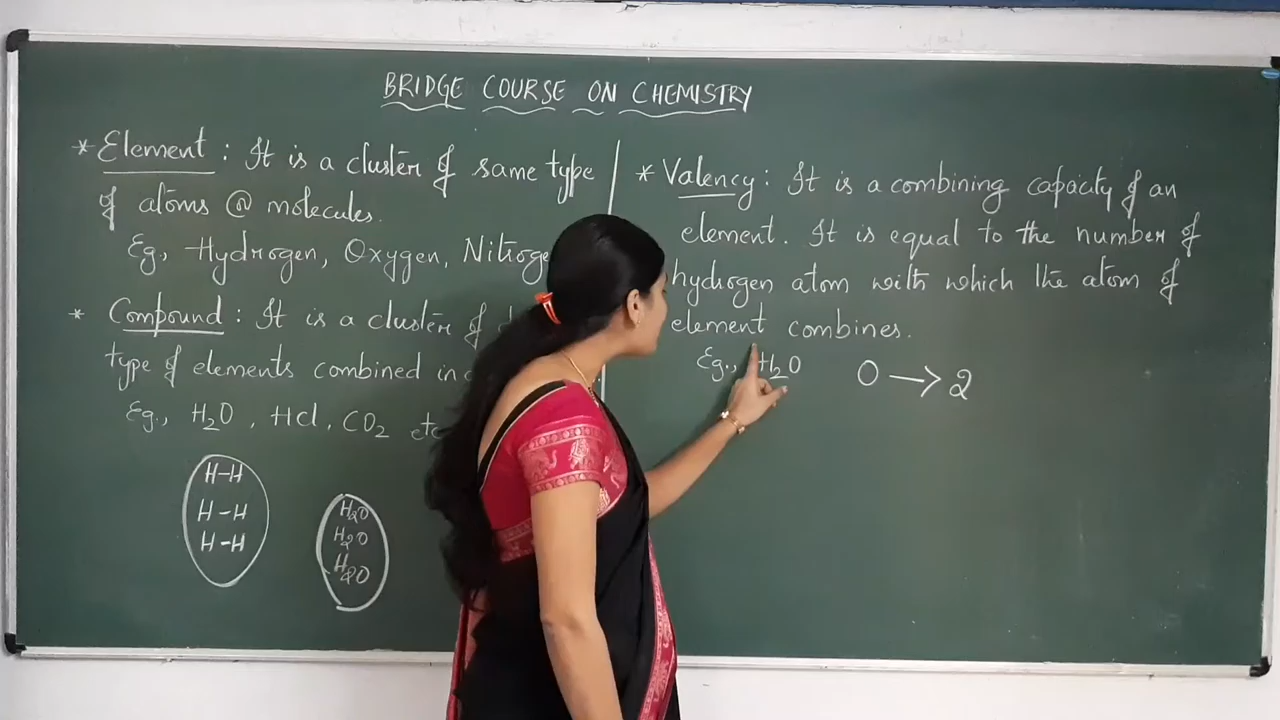 BRIDGE COURSE ON CHEMISTRY
* Element : It is a cluster of same type
of atoms @ molecules.
Eg, Hydrogen, Oxygen, Nitroge
* Compound : It is a cluster of
type of elements combined in
Eg., H₂O , HCl , CO₂ etc
H-H
H-H
H-H
H₂O
H₂O
H₂O
* Valency : It is a combining capacity of an
element. It is equal to the number of
hydrogen atom with which the atom of
element combines.
Eg., H₂O O → 2